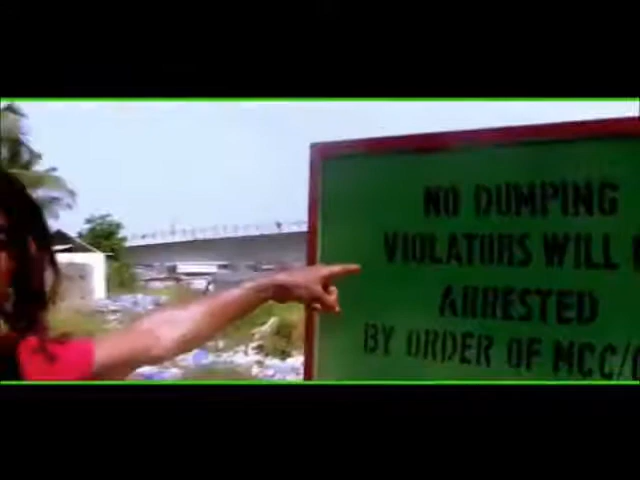 NO DUMPING
VIOLATORS WILL
ARRESTED
BY ORDER OF MCC/